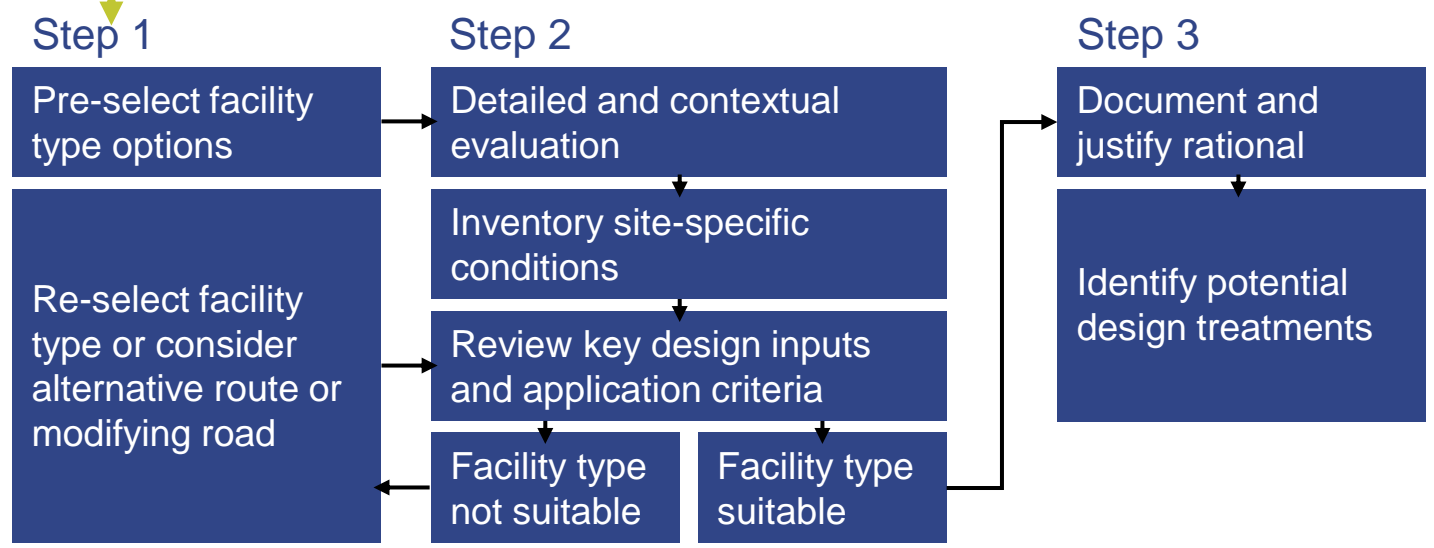 Step 1
Pre-select facility
type options
Re-select facility
type or consider
alternative route or
modifying road
Step 2
Detailed and contextual
evaluation
Inventory site-specific
conditions
Review key design inputs
and application criteria
Facility type
not suitable
Facility type
suitable
Step 3
Document and
justify rational
Identify potential
design treatments